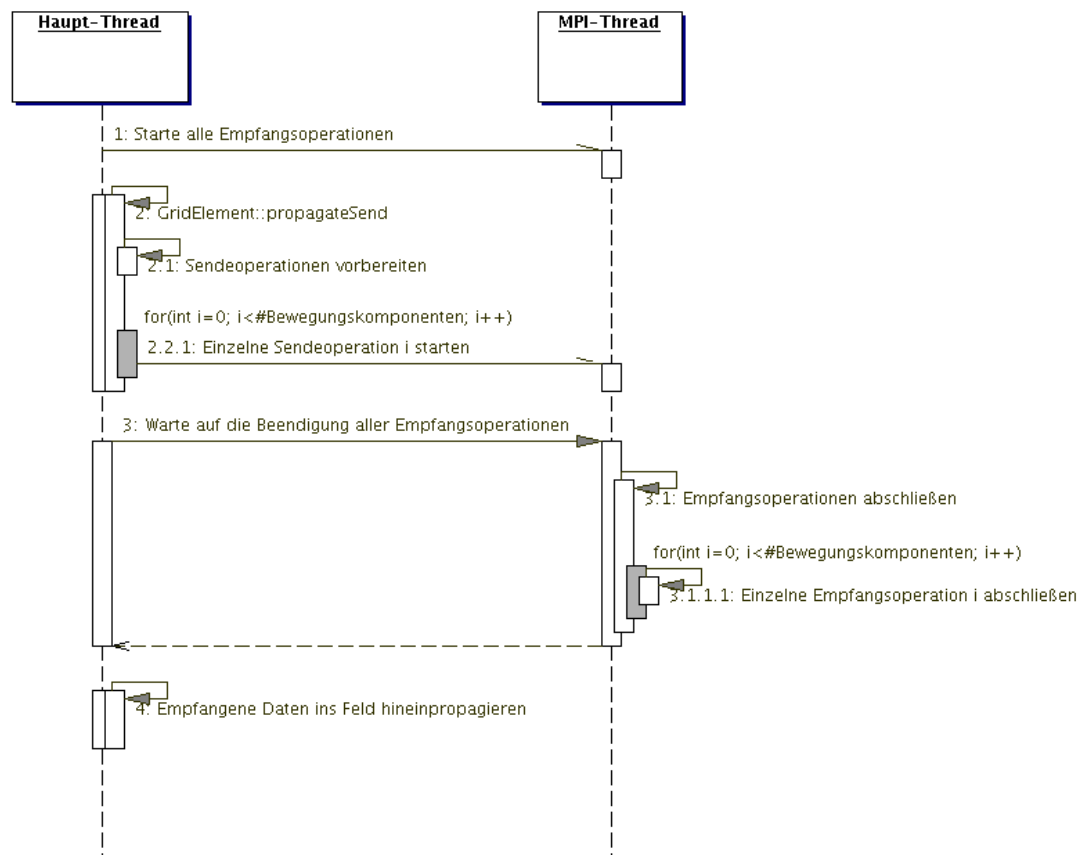 Haupt-Thread
MPI-Thread
1: Starte alle Empfangsoperationen
2: GridElement::propagateSend
2.1: Sendeoperationen vorbereiten
for(int i=0; i<#Bewegungskomponenten; i++)
2.2.1: Einzelne Sendeoperation i starten
3: Warte auf die Beendigung aller Empfangsoperationen
3.1: Empfangsoperationen abschließen
for(int i=0; i<#Bewegungskomponenten; i++)
3.1.1.1: Einzelne Empfangsoperation i abschließen
4: Empfangene Daten ins Feld hineinpropagieren